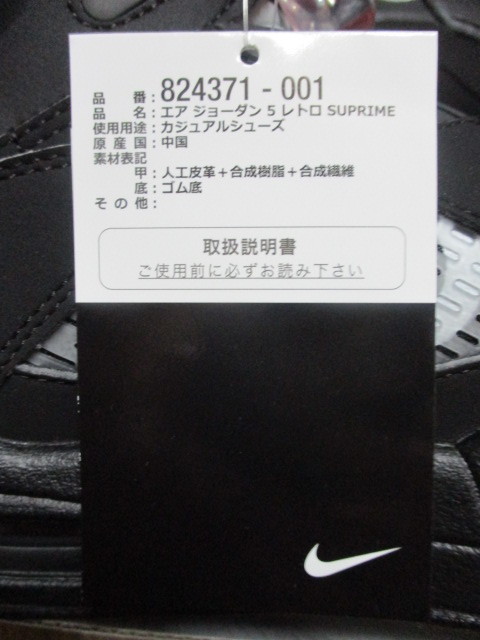 品番：824371-001
品名：エア ジョーダン 5 レトロ SUPRIME
使用用途：カジュアルシューズ
原産国：中国
素材表記
甲：人工皮革＋合成樹脂＋合成繊維
底：ゴム底
その他：
取扱説明書
ご使用前に必ずお読み下さい